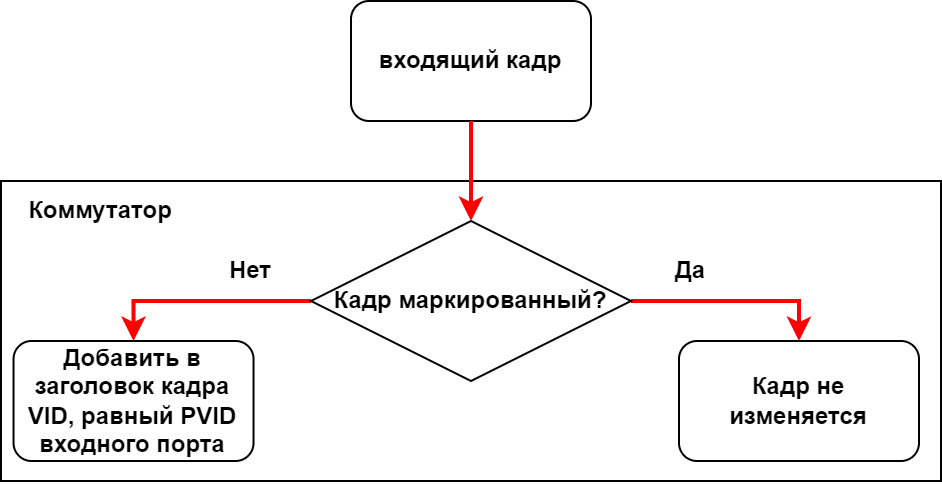 входящий кадр
Коммутатор
Нет
Да
Кадр маркированный?
Добавить в
заголовок кадра
VID, равный PVID
входного порта
Кадр не
изменяется